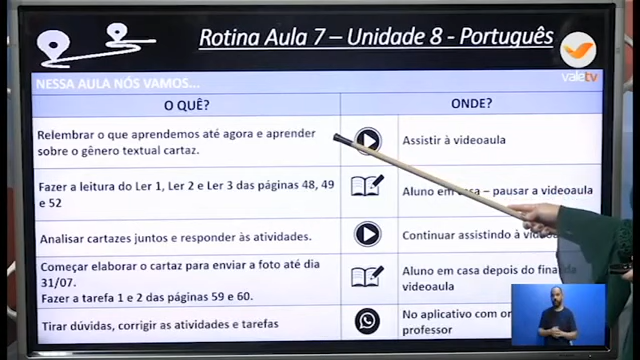 Rotina Aula 7 – Unidade 8 - Português
valetv
NESSA AULA NÓS VAMOS...
O QUÊ?
ONDE?
Relembrar o que aprendemos até agora e aprender
sobre o gênero textual cartaz.
Assistir à videoaula
Fazer a leitura do Ler 1, Ler 2 e Ler 3 das páginas 48, 49
e 52
Aluno em casa – pausar a videoaula
Analisar cartazes juntos e responder às atividades.
Continuar assistindo à
Começar elaborar o cartaz para enviar a foto até dia
31/07.
Fazer a tarefa 1 e 2 das páginas 59 e 60.
Aluno em casa depois do
videoaula
Tirar dúvidas, corrigir as atividades e tarefas
No aplicativo com
professor